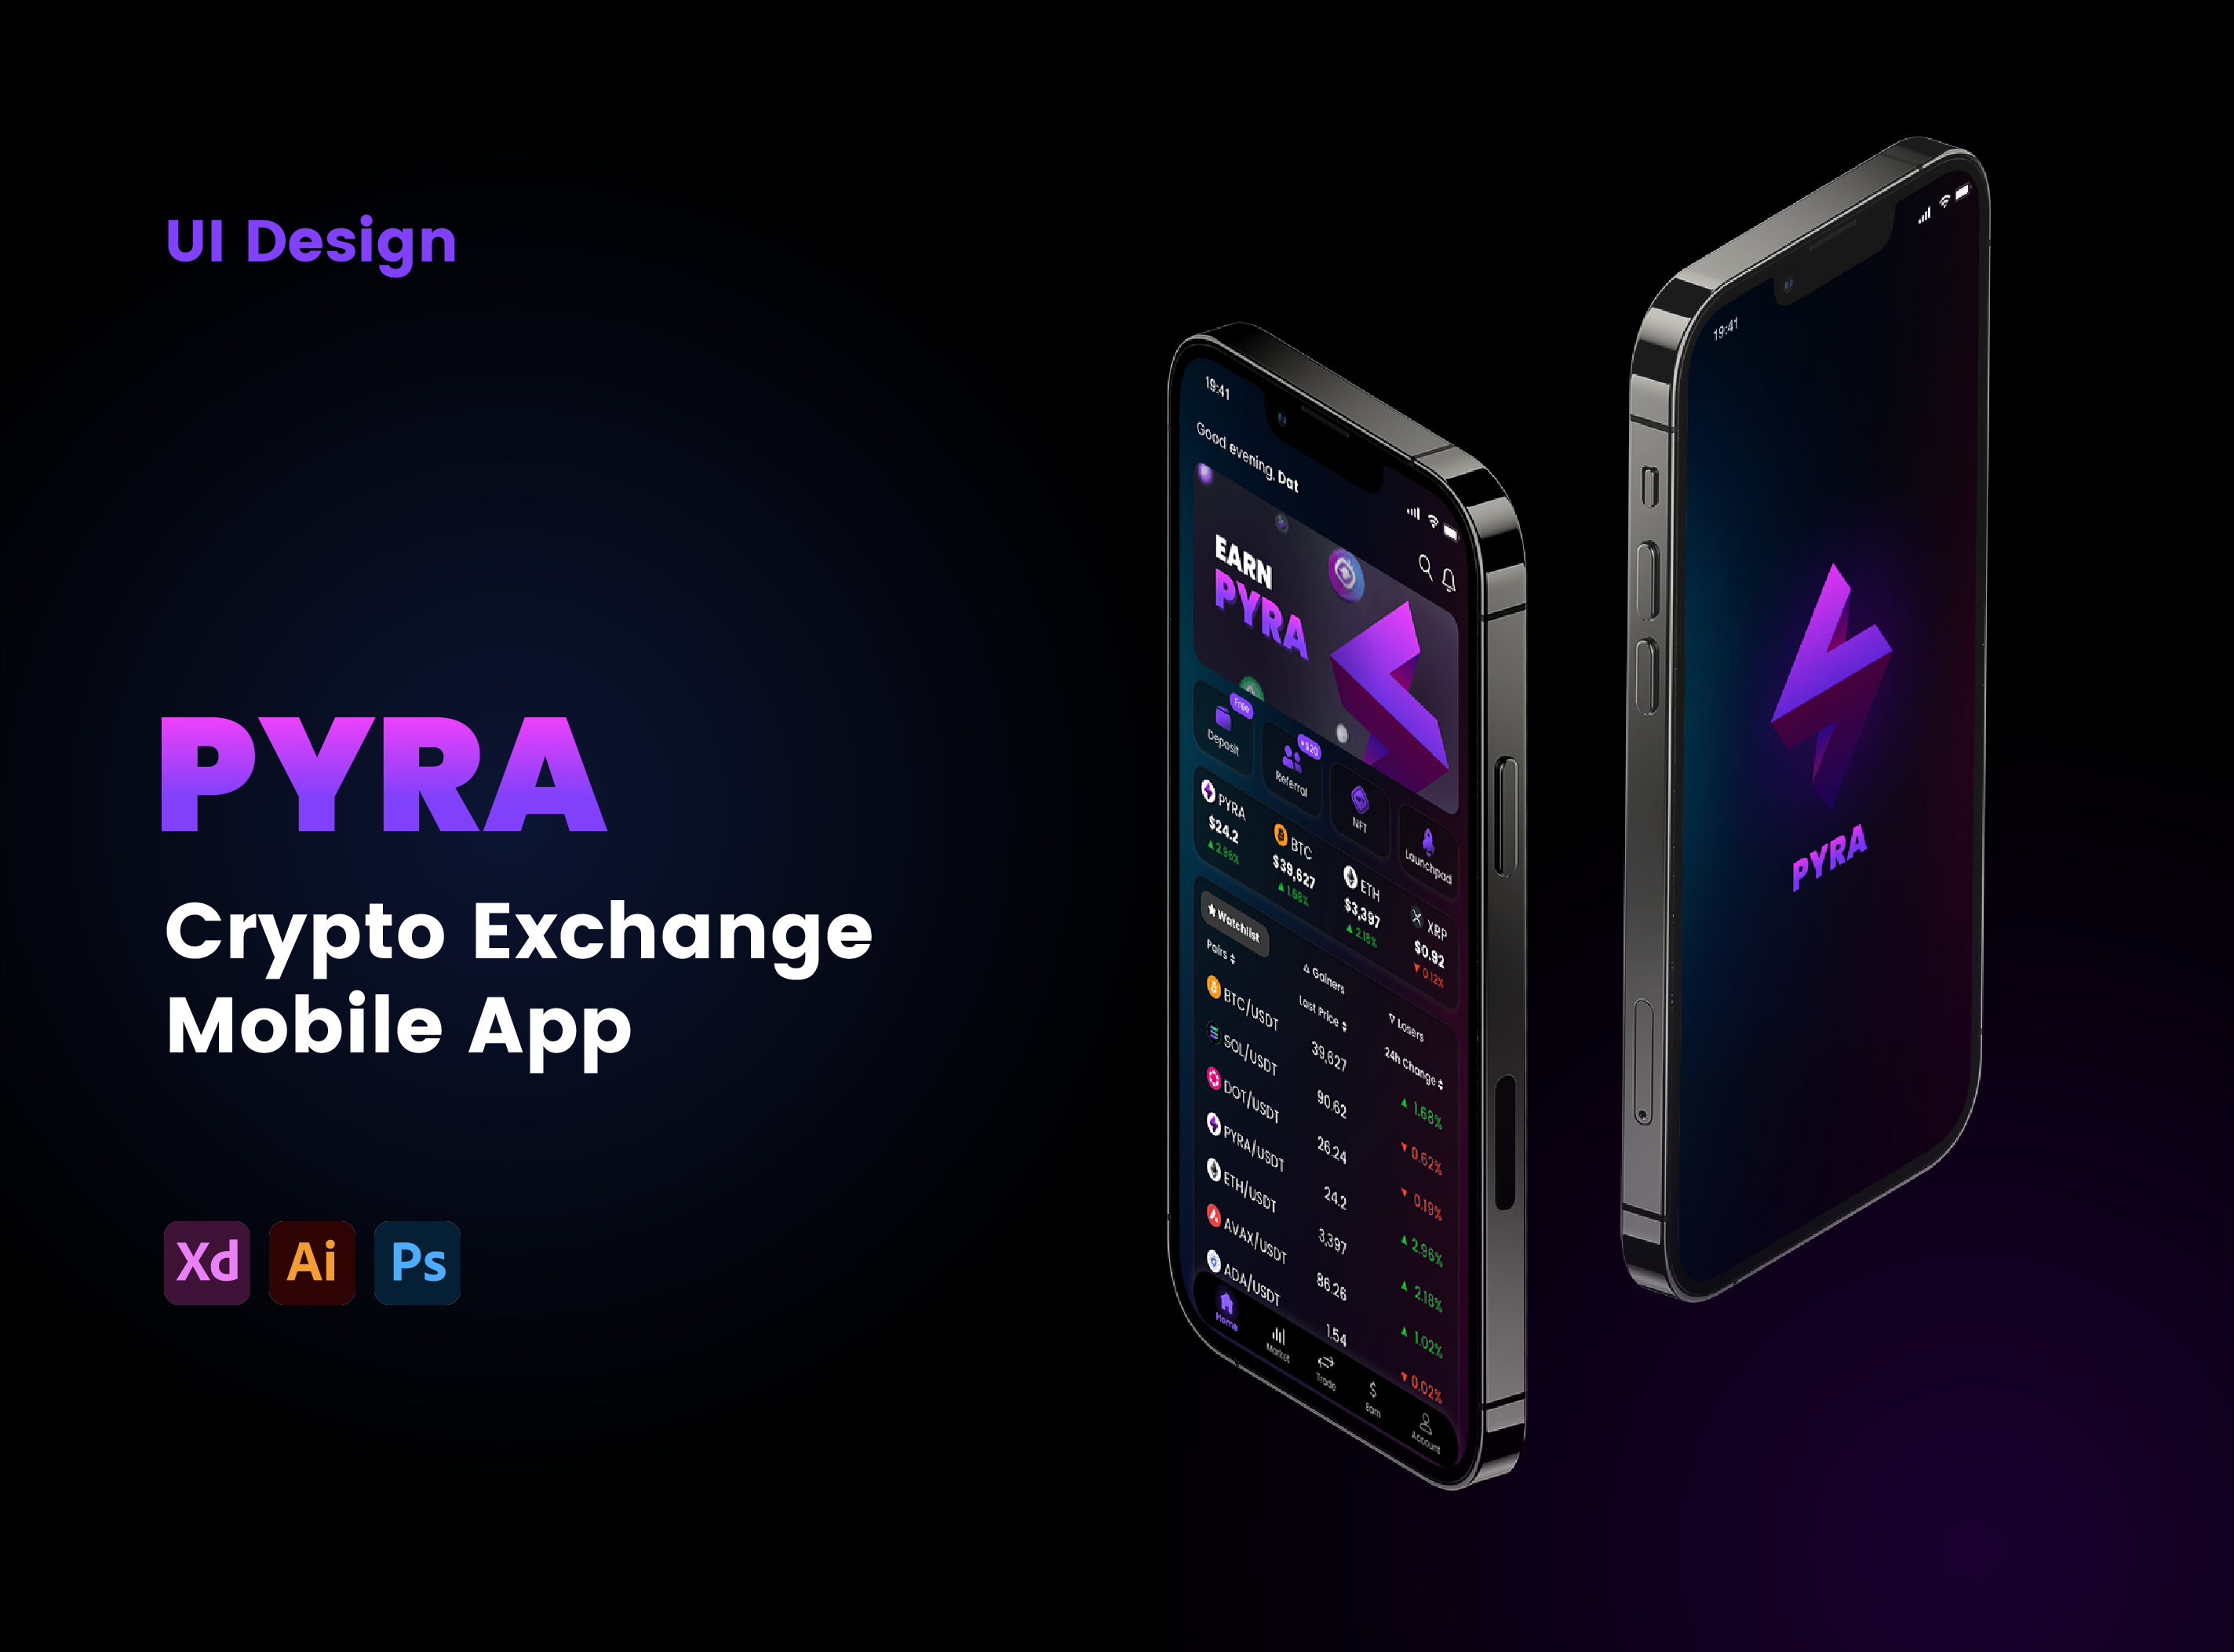 UI Design
PYRA
Crypto Exchange
Mobile App
Xd Ai Ps
19:41
Good evening, Dat
EARN
PYRA
Free
Deposit
+$20
Referral
NFT
Launchpad
PYRA
$24.2
▲ 2.96%
BTC
$39,627
▲ 1.68%
ETH
$3,397
▲ 2.18%
XRP
$0.92
▼ 0.12%
★ Watchlist △ Gainers ▽ Losers
Pairs Last Price 24h Change
BTC/USDT 39,627 ▲ 1.68%
SOL/USDT 90.62 ▼ 0.62%
DOT/USDT 26.24 ▼ 0.19%
PYRA/USDT 24.2 ▲ 2.96%
ETH/USDT 3,397 ▲ 2.18%
AVAX/USDT 86.26 ▲ 1.02%
ADA/USDT 1.54 ▼ 0.02%
Home Market Trade Earn Account
19:41
PYRA